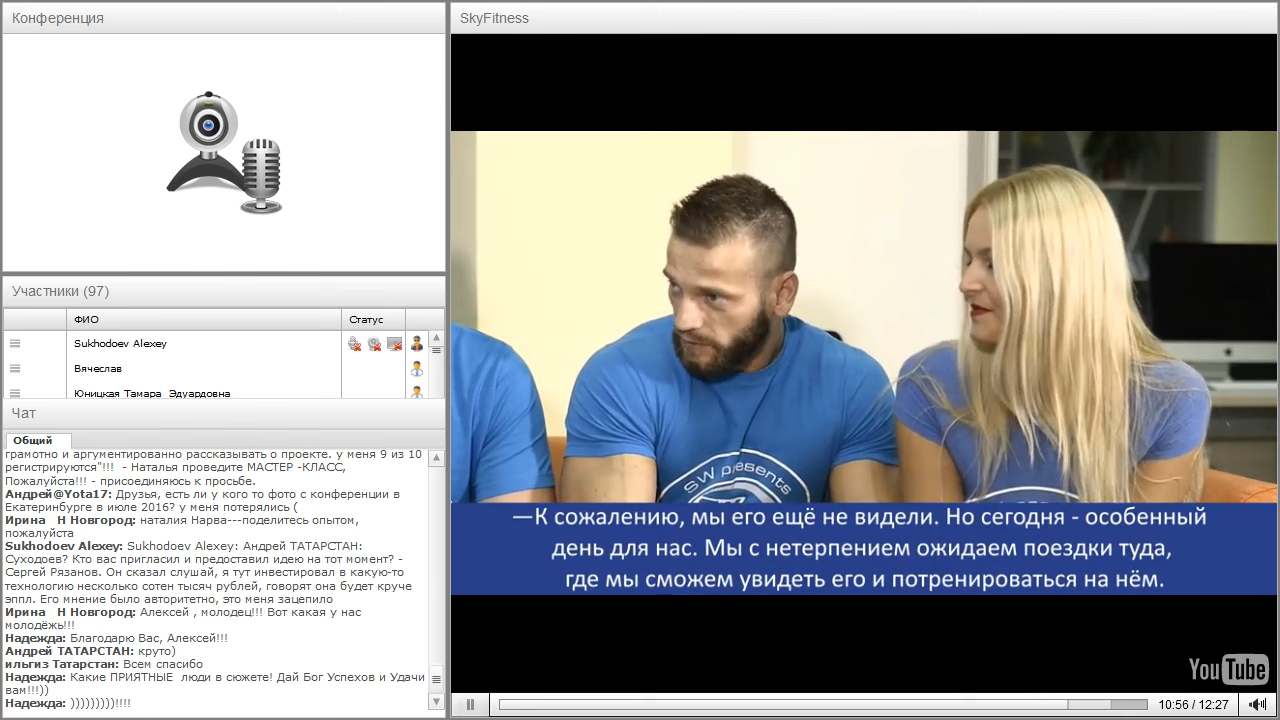 Конференция
SkyFitness
Участники (97)
ФИО
Статус
Sukhodoev Alexey
Вячеслав
Юницкая Тамара Эдуардовна
Чат
Общий
грамотно и аргументированно рассказывать о проекте. у меня 9 из 10
регистрируются"!!! - Наталья проведите МАСТЕР -КЛАСС,
Пожалуйста!!! - присоединяюсь к просьбе.
Андрей@Yota17: Друзья, есть ли у кого то фото с конференции в
Екатеринбурге в июле 2016? у меня потерялись (
Ирина Н Новгород: наталия Нарва---поделитесь опытом,
пожалуйста
Sukhodoev Alexey: Sukhodoev Alexey: Андрей ТАТАРСТАН:
Суходоев? Кто вас пригласил и предоставил идею на тот момент? -
Сергей Рязанов. Он сказал слушай, я тут инвестировал в какую-то
технологию несколько сотен тысяч рублей, говорят она будет круче
эппл. Его мнение было авторитетно, это меня зацепило
Ирина Н Новгород: Алексей , молодец!!! Вот какая у нас
молодёжь!!!
Надежда: Благодарю Вас, Алексей!!!
Андрей ТАТАРСТАН: круто)
ильгиз Татарстан: Всем спасибо
Надежда: Какие ПРИЯТНЫЕ люди в сюжете! Дай Бог Успехов и Удачи
вам!!!))
Надежда: )))))))))!!!!
SW presents
—К сожалению, мы его ещё не видели. Но сегодня - особенный
день для нас. Мы с нетерпением ожидаем поездки туда,
где мы сможем увидеть его и потренироваться на нём.
YouTube
10:56 / 12:27